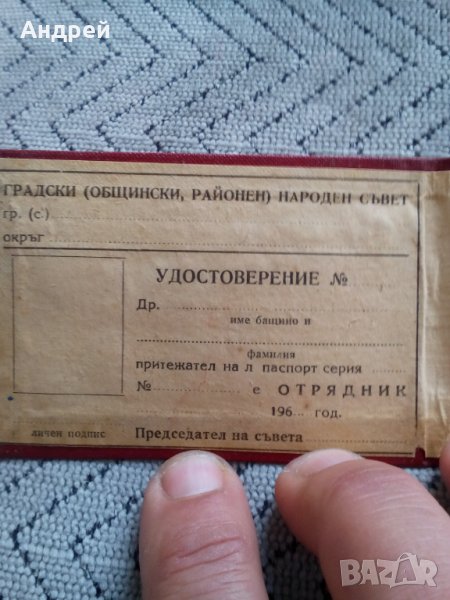 Андрей
ГРАДСКИ (ОБЩИНСКИ, РАЙОНЕН) НАРОДЕН СЪВЕТ
гр. (с.)
окръг
УДОСТОВЕРЕНИЕ №
Др.
име бащино и
фамилия
притежател на л паспорт серия
№ е ОТРЯДНИК
196 год.
личен подпис Председател на съвета
BAZAR